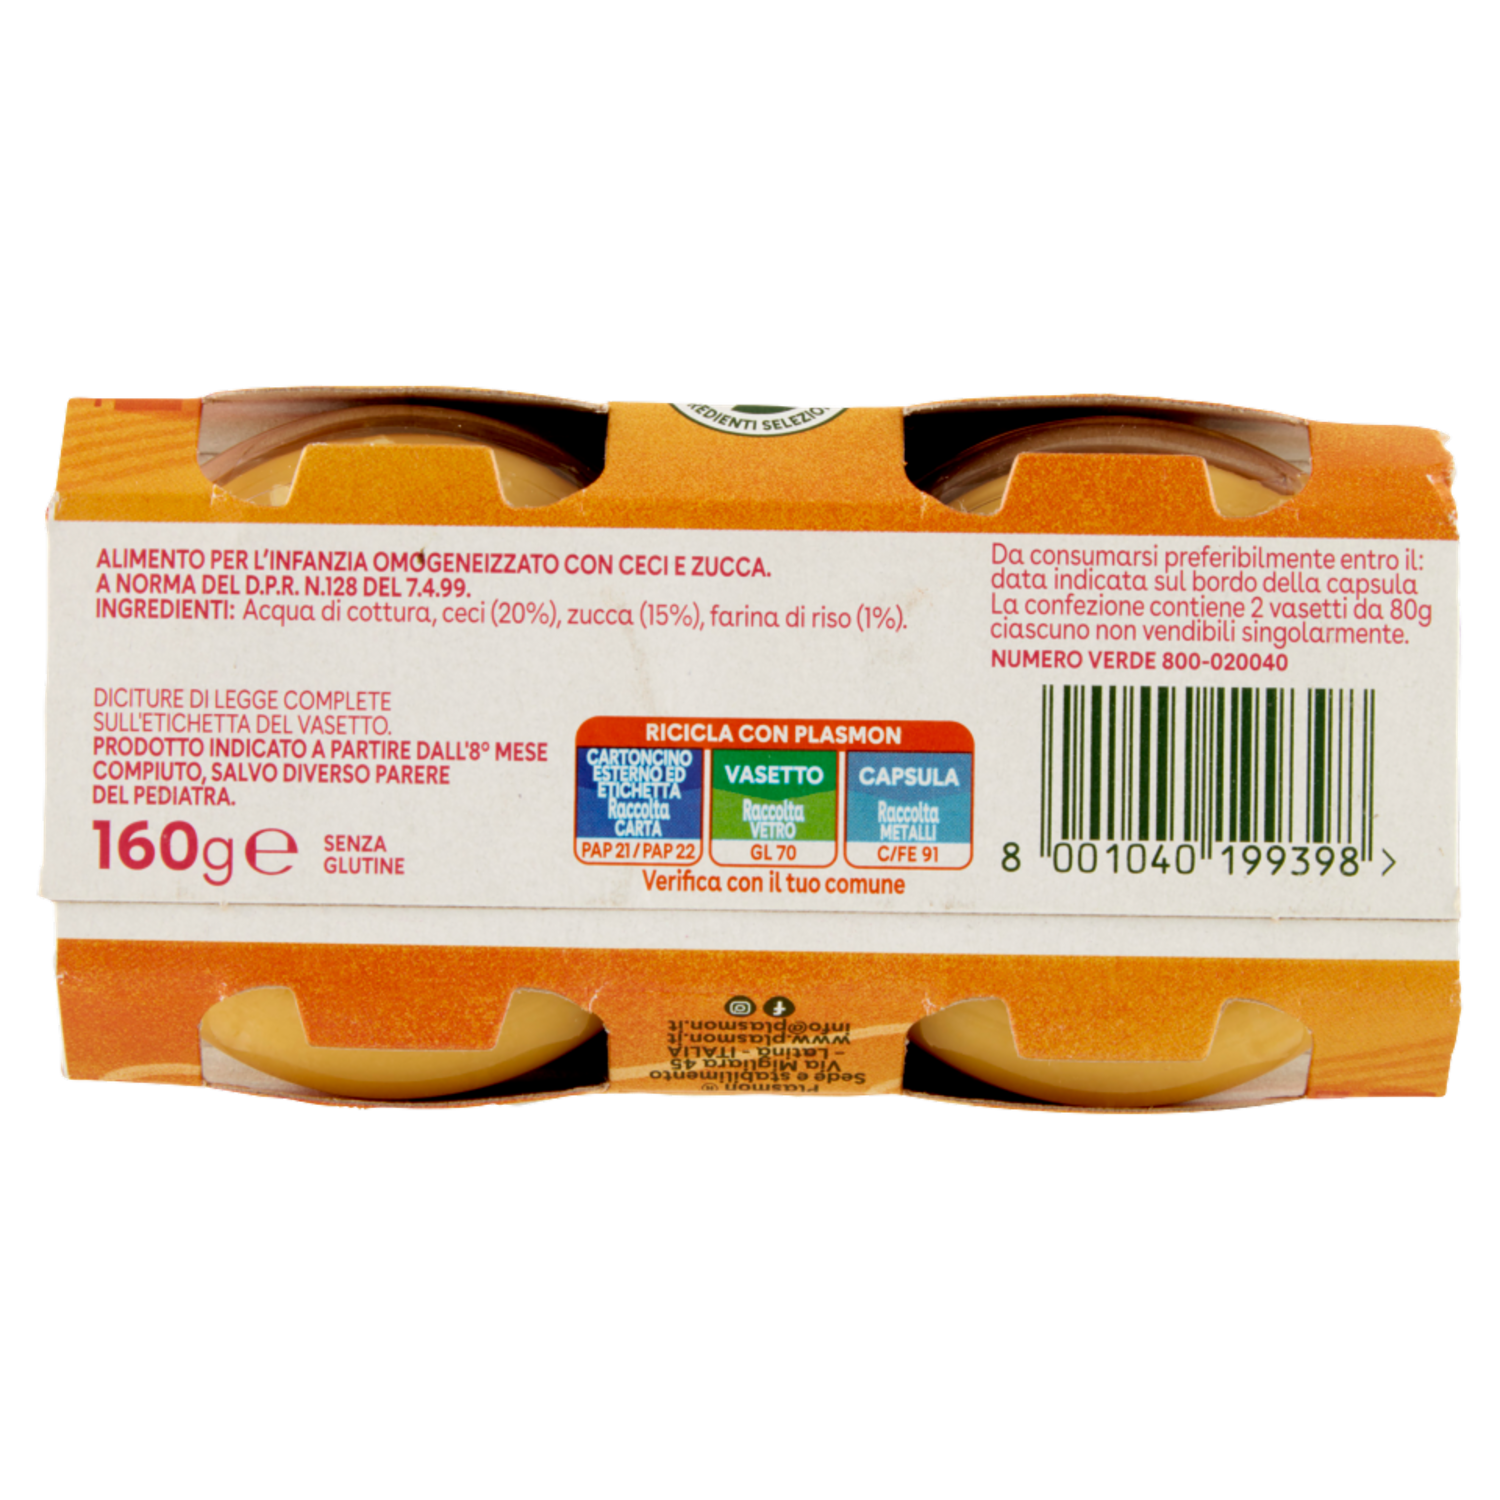 EDIENTI SELEZIO
ALIMENTO PER L'INFANZIA OMOGENEIZZATO CON CECI E ZUCCA.
A NORMA DEL D.P.R. N.128 DEL 7.4.99.
INGREDIENTI: Acqua di cottura, ceci (20%), zucca (15%), farina di riso (1%).
DICITURE DI LEGGE COMPLETE
SULL'ETICHETTA DEL VASETTO.
PRODOTTO INDICATO A PARTIRE DALL'8° MESE
COMPIUTO, SALVO DIVERSO PARERE
DEL PEDIATRA.
160g e
SENZA
GLUTINE
RICICLA CON PLASMON
CARTONCINO
ESTERNO ED
ETICHETTA
Raccolta
CARTA
PAP 21 / PAP 22
VASETTO
Raccolta
VETRO
GL 70
CAPSULA
Raccolta
METALLI
C/FE 91
Verifica con il tuo comune
Da consumarsi preferibilmente entro il:
data indicata sul bordo della capsula
La confezione contiene 2 vasetti da 80g
ciascuno non vendibili singolarmente.
NUMERO VERDE 800-020040
8 001040 199398 >
Plasmon®
Sede e stabilimento
Via Migliara 45
- Latina - ITALIA
www.plasmon.it
info@plasmon.it